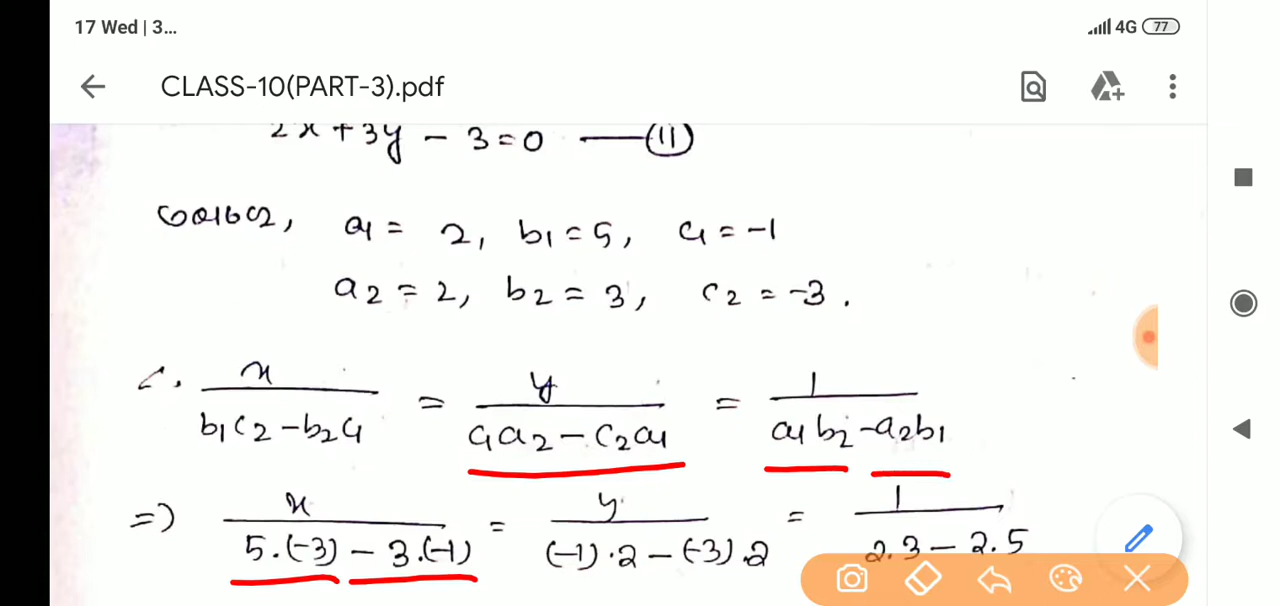 17 Wed | 3... 4G 77
CLASS-10(PART-3).pdf
2x + 3y - 3 = 0 —(11)
a1 = 2, b1 = 5, c1 = -1
a2 = 2, b2 = 3, c2 = -3.
∴ x / (b1c2 - b2c1) = y / (c1a2 - c2a1) = 1 / (a1b2 - a2b1)
=> x / (5.(-3) - 3.(-1)) = y / ((-1).2 - (-3).2) = 1 / (2.3 - 2.5)